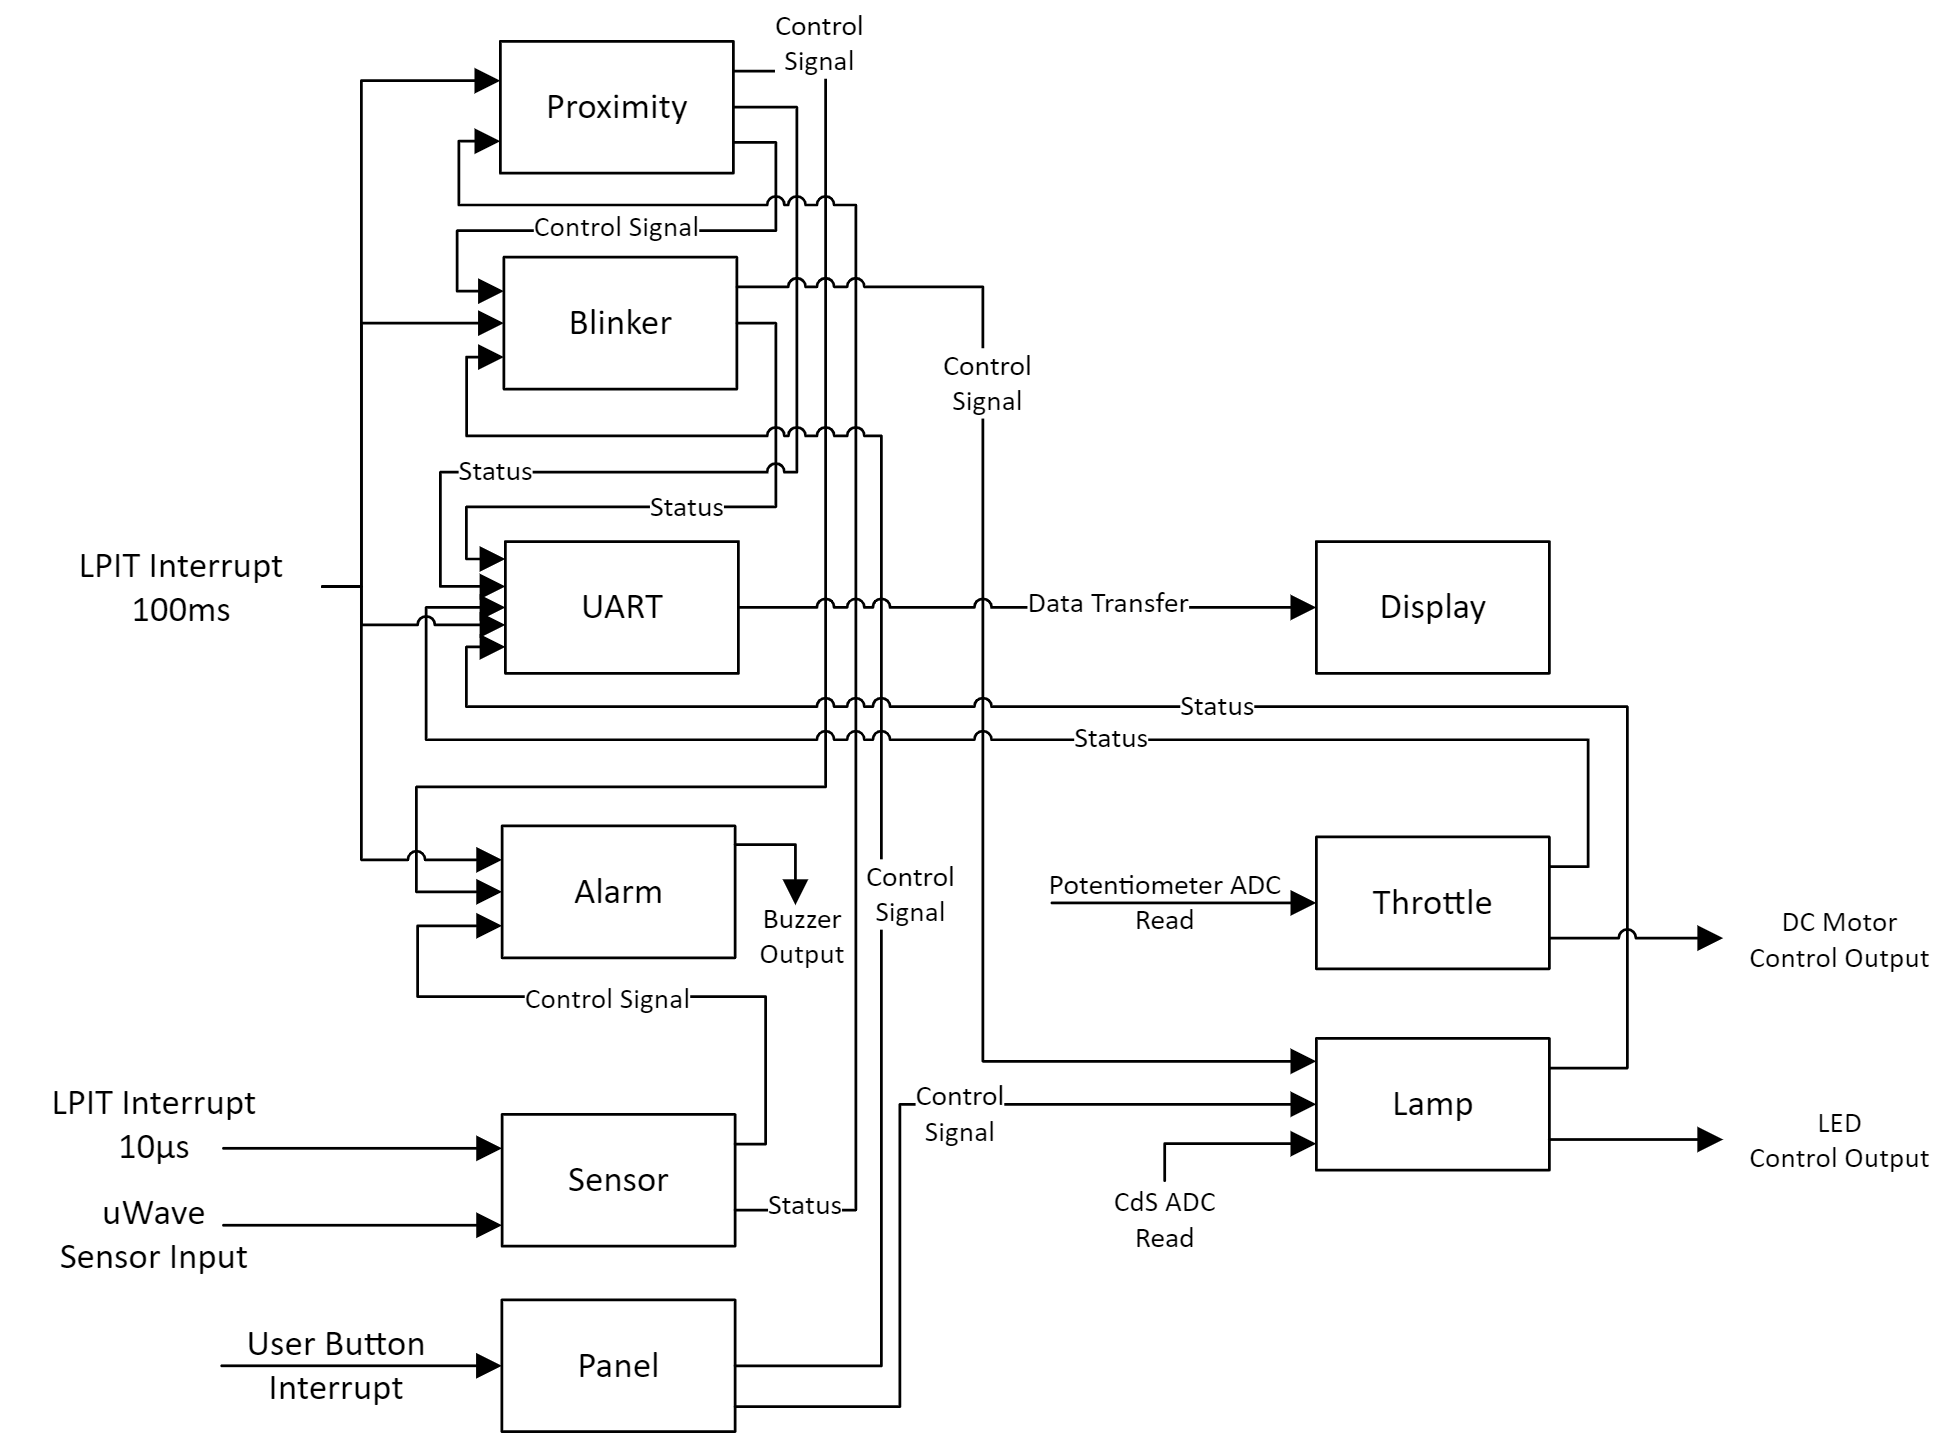 Control
Signal
Proximity
Control Signal
Blinker
Control
Signal
Status
Status
LPIT Interrupt
100ms
UART
Data Transfer
Display
Status
Status
Alarm
Buzzer
Output
Control
Signal
Potentiometer ADC
Read
Throttle
DC Motor
Control Output
Control Signal
LPIT Interrupt
10µs
uWave
Sensor Input
Sensor
Status
Control
Signal
Lamp
LED
Control Output
CdS ADC
Read
User Button
Interrupt
Panel